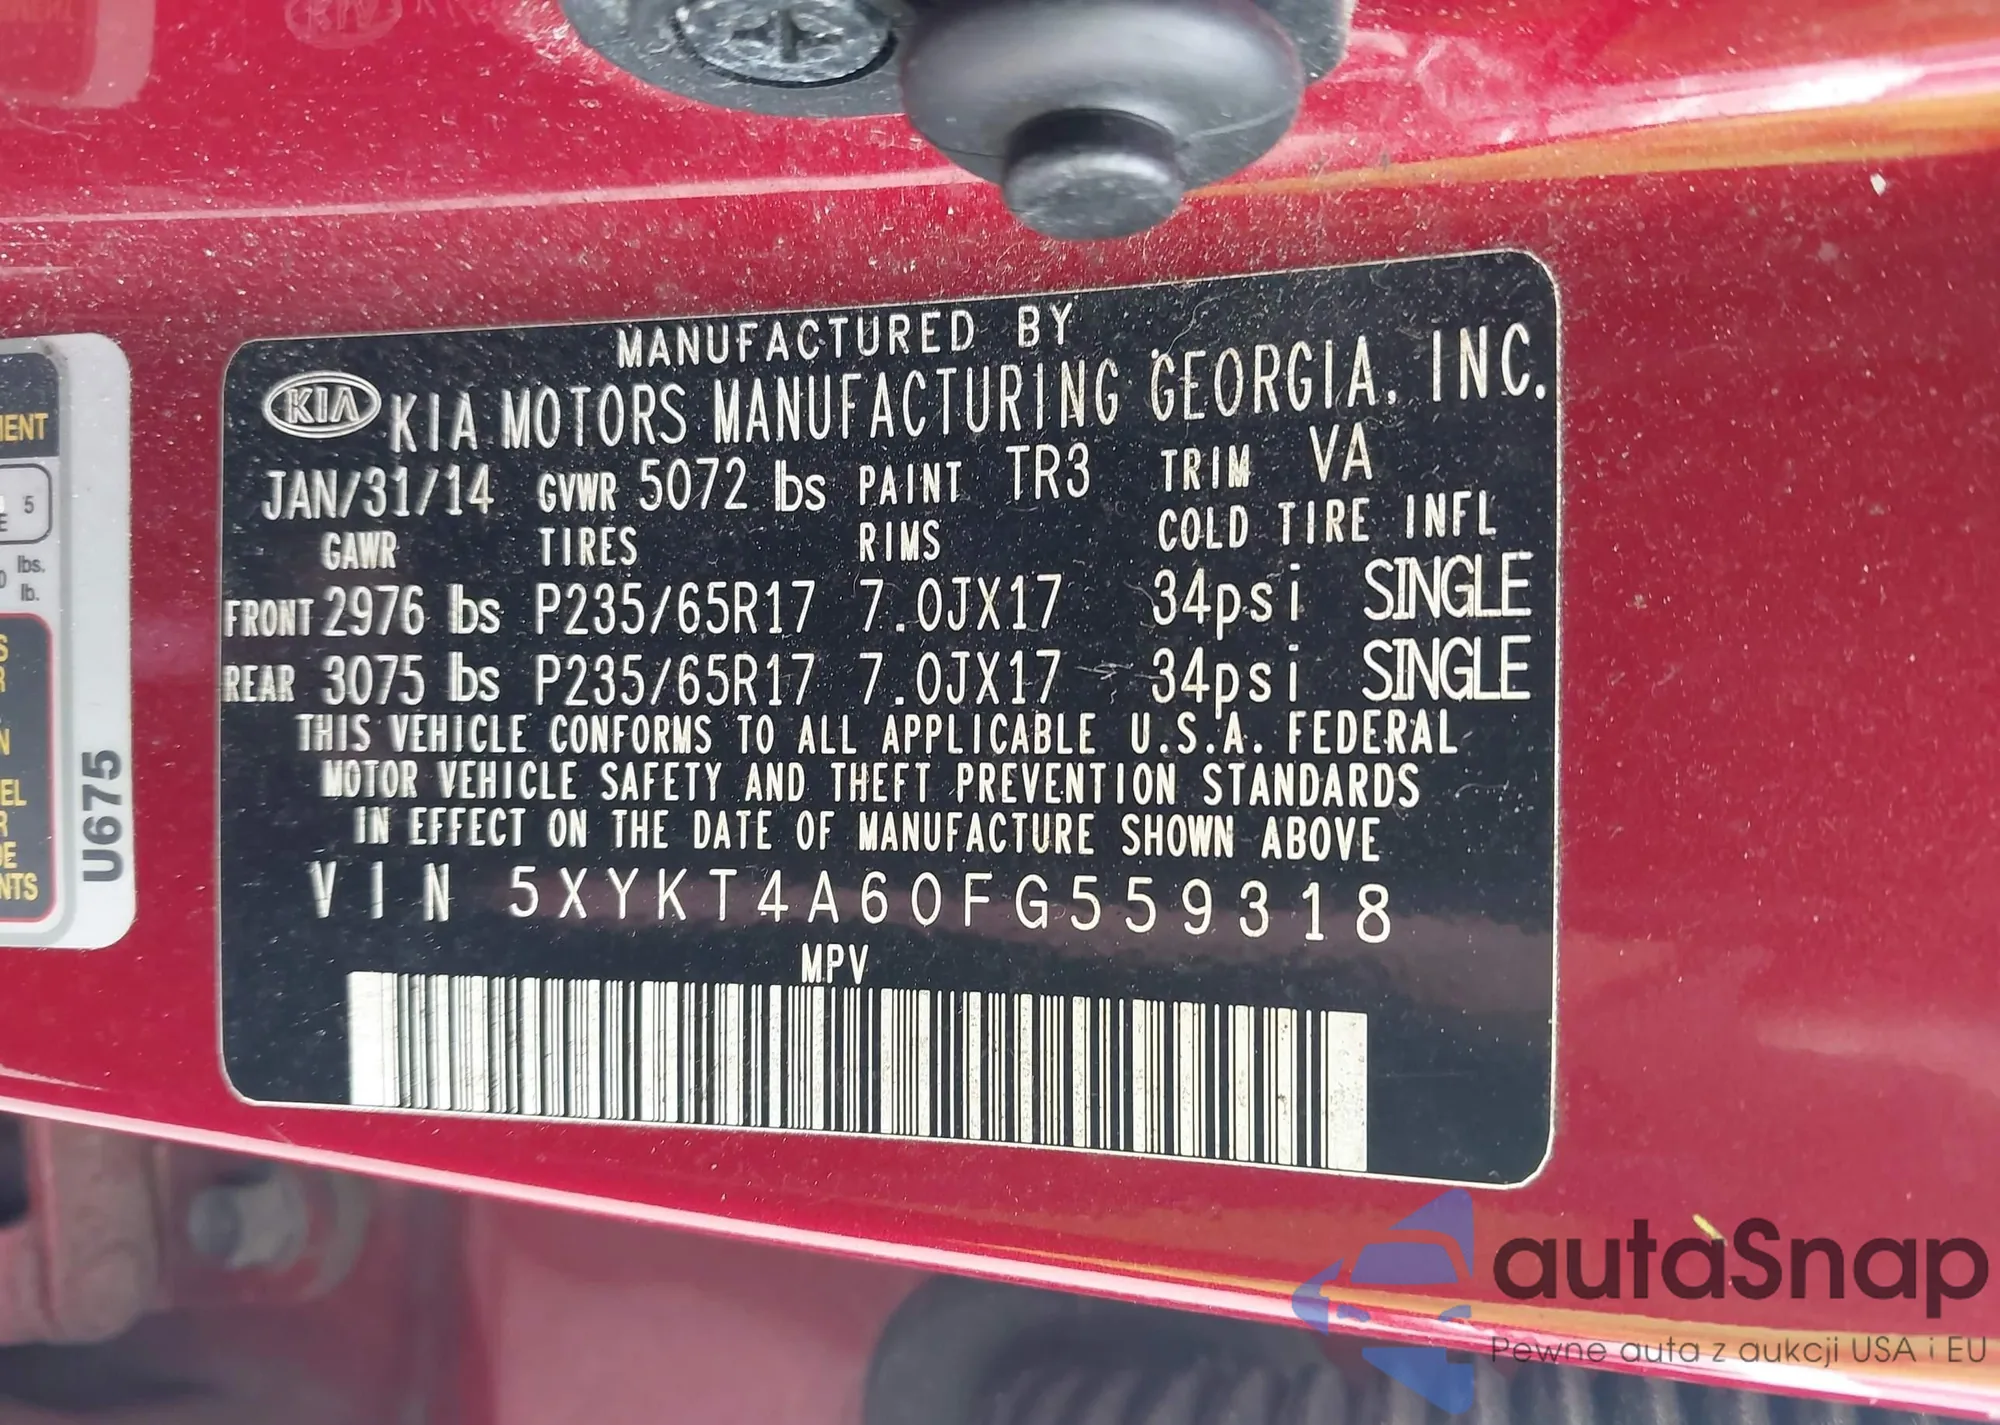 MANUFACTURED BY
KIA KIA MOTORS MANUFACTURING GEORGIA, INC.
JAN/31/14 GVWR 5072 lbs PAINT TR3 TRIM VA
GAWR TIRES RIMS COLD TIRE INFL
FRONT 2976 lbs P235/65R17 7.0JX17 34psi SINGLE
REAR 3075 lbs P235/65R17 7.0JX17 34psi SINGLE
THIS VEHICLE CONFORMS TO ALL APPLICABLE U.S.A. FEDERAL
MOTOR VEHICLE SAFETY AND THEFT PREVENTION STANDARDS
IN EFFECT ON THE DATE OF MANUFACTURE SHOWN ABOVE
VIN 5XYKT4A60FG559318
MPV
5
lbs.
lb.
U675
autaSnap
Pewne auta z aukcji USA i EU